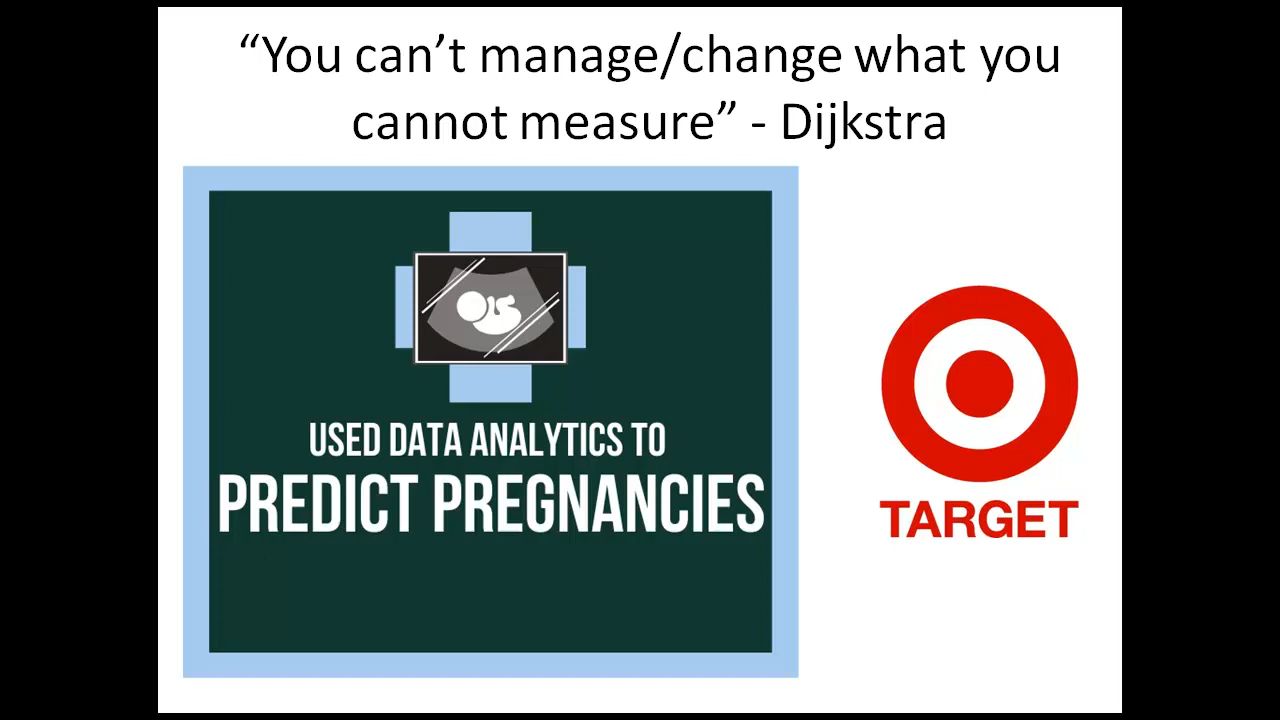 “You can’t manage/change what you
cannot measure” - Dijkstra
USED DATA ANALYTICS TO
PREDICT PREGNANCIES
TARGET